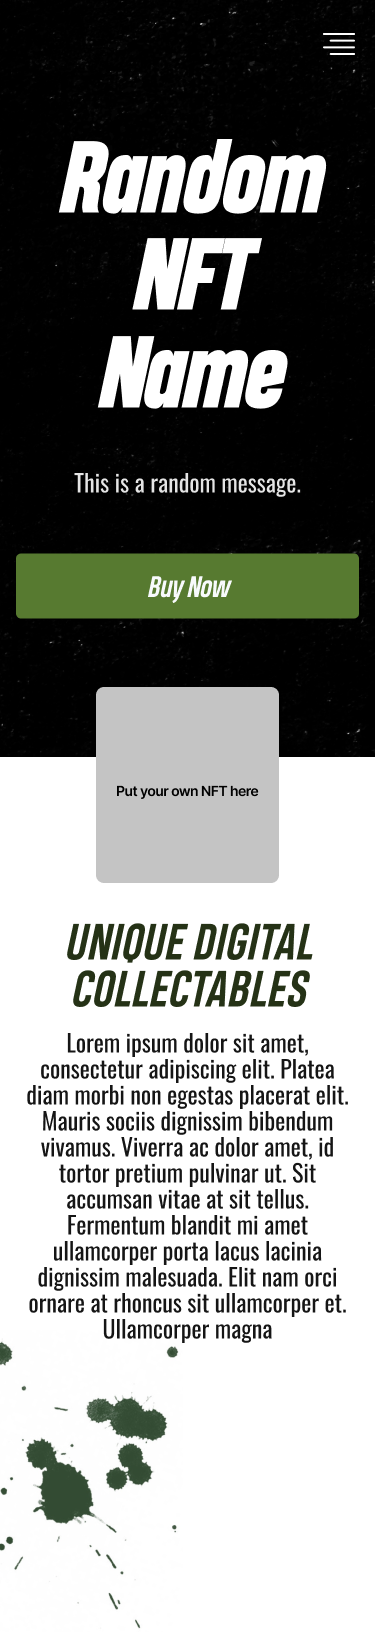 Random
NFT
Name
This is a random message.
Buy Now
Put your own NFT here
UNIQUE DIGITAL
COLLECTABLES
Lorem ipsum dolor sit amet,
consectetur adipiscing elit. Platea
diam morbi non egestas placerat elit.
Mauris sociis dignissim bibendum
vivamus. Viverra ac dolor amet, id
tortor pretium pulvinar ut. Sit
accumsan vitae at sit tellus.
Fermentum blandit mi amet
ullamcorper porta lacus lacinia
dignissim malesuada. Elit nam orci
ornare at rhoncus sit ullamcorper et.
Ullamcorper magna